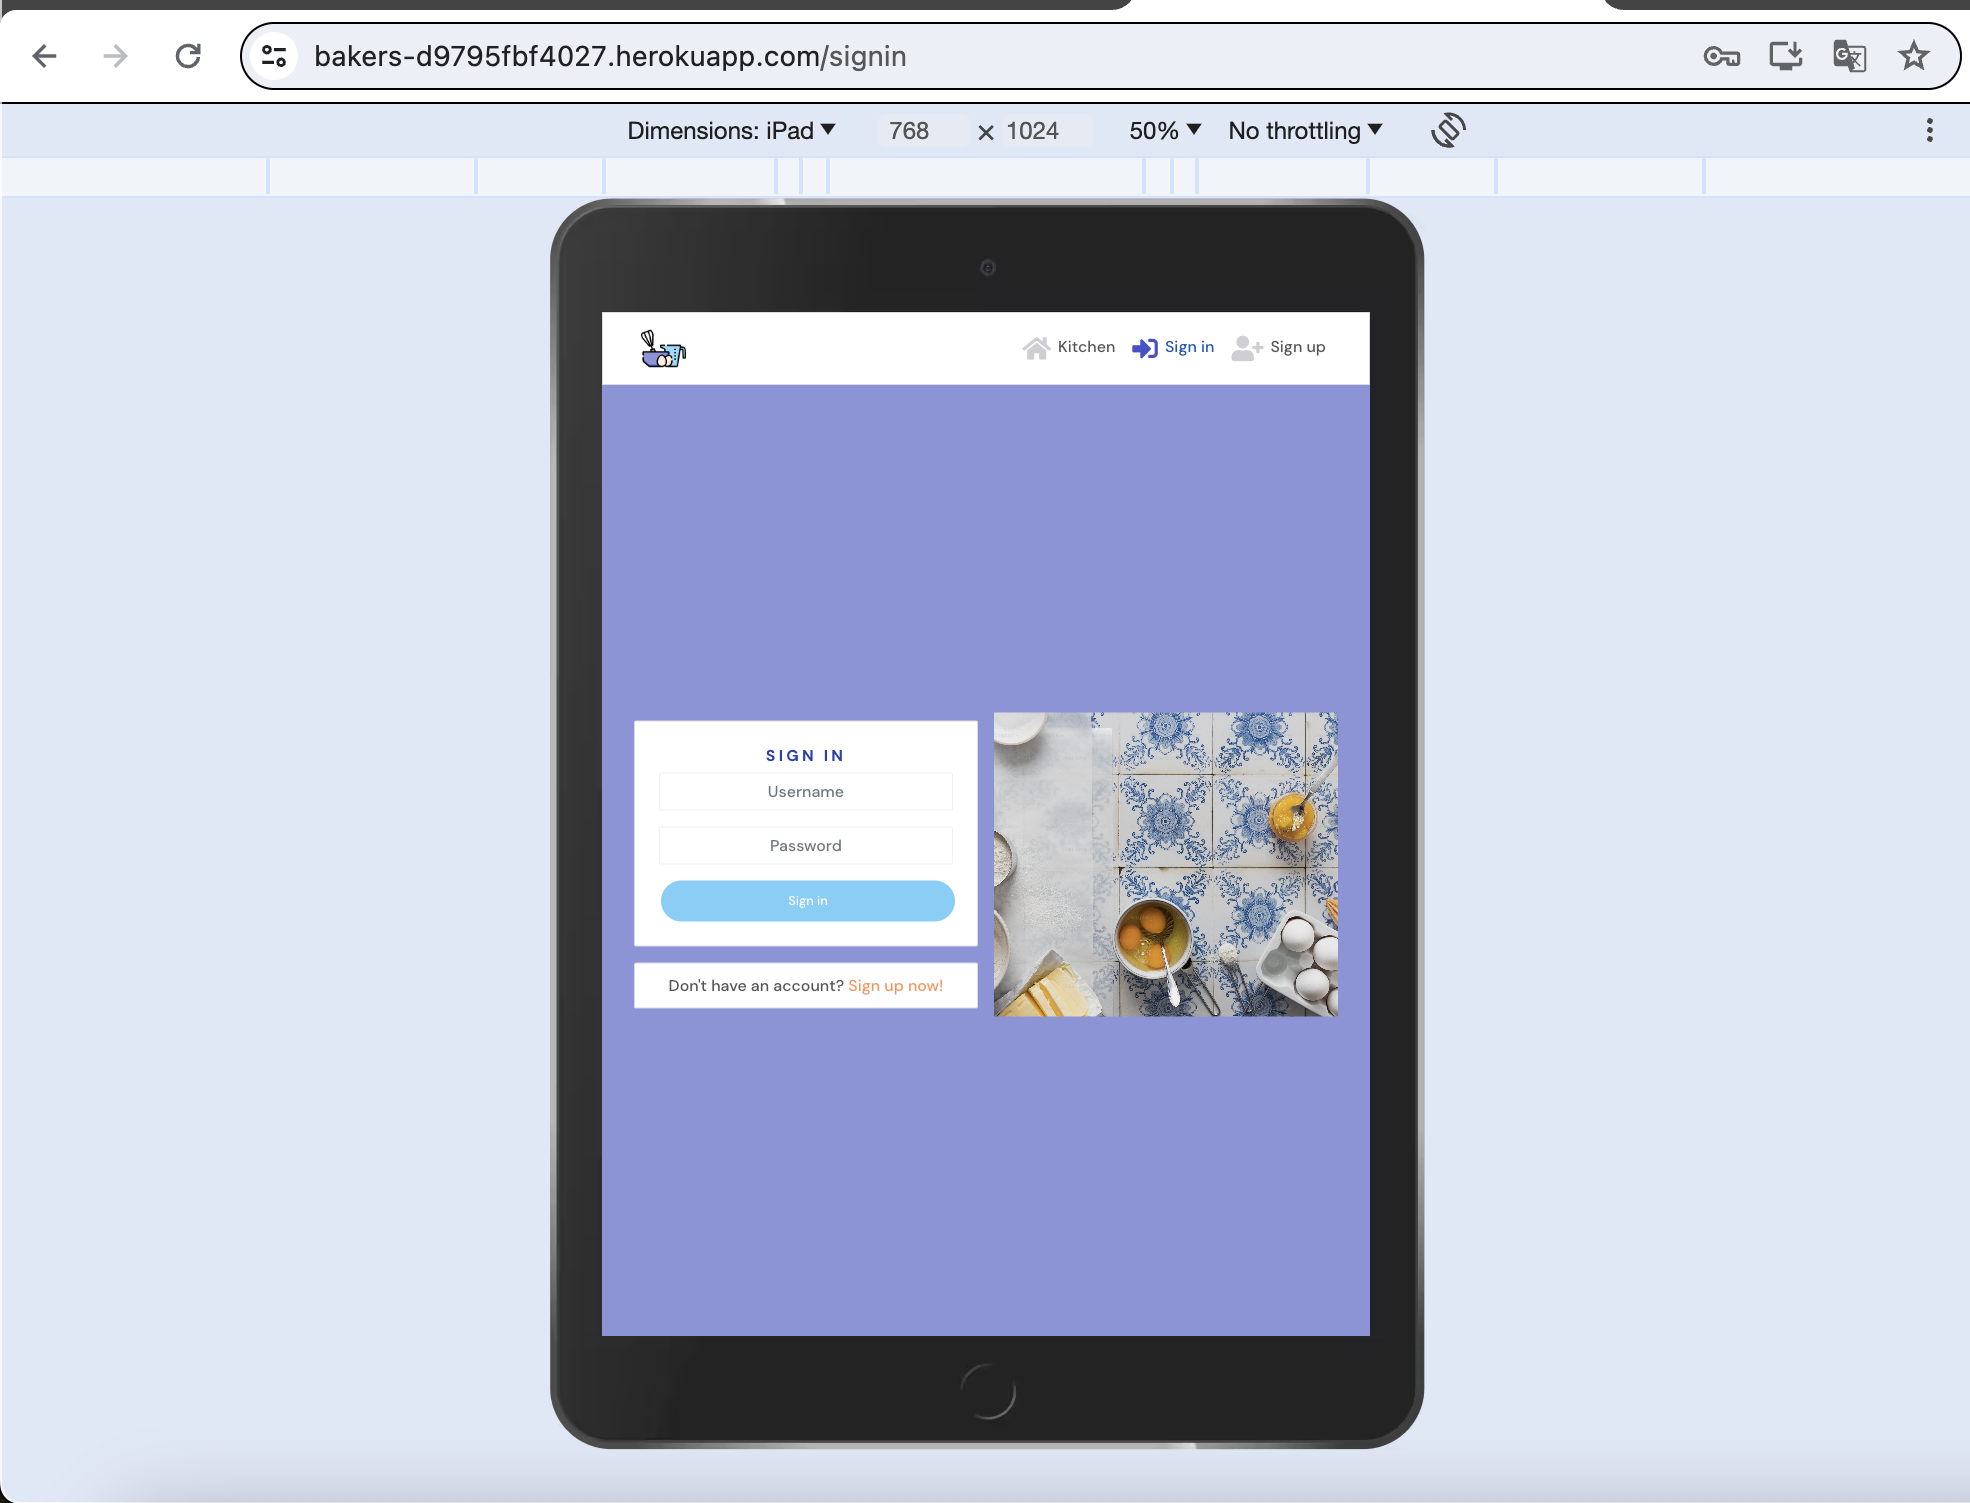 bakers-d9795fbf4027.herokuapp.com/signin
Dimensions: iPad 768 × 1024 50% No throttling
Kitchen Sign in Sign up
SIGN IN
Username
Password
Sign in
Don't have an account? Sign up now!